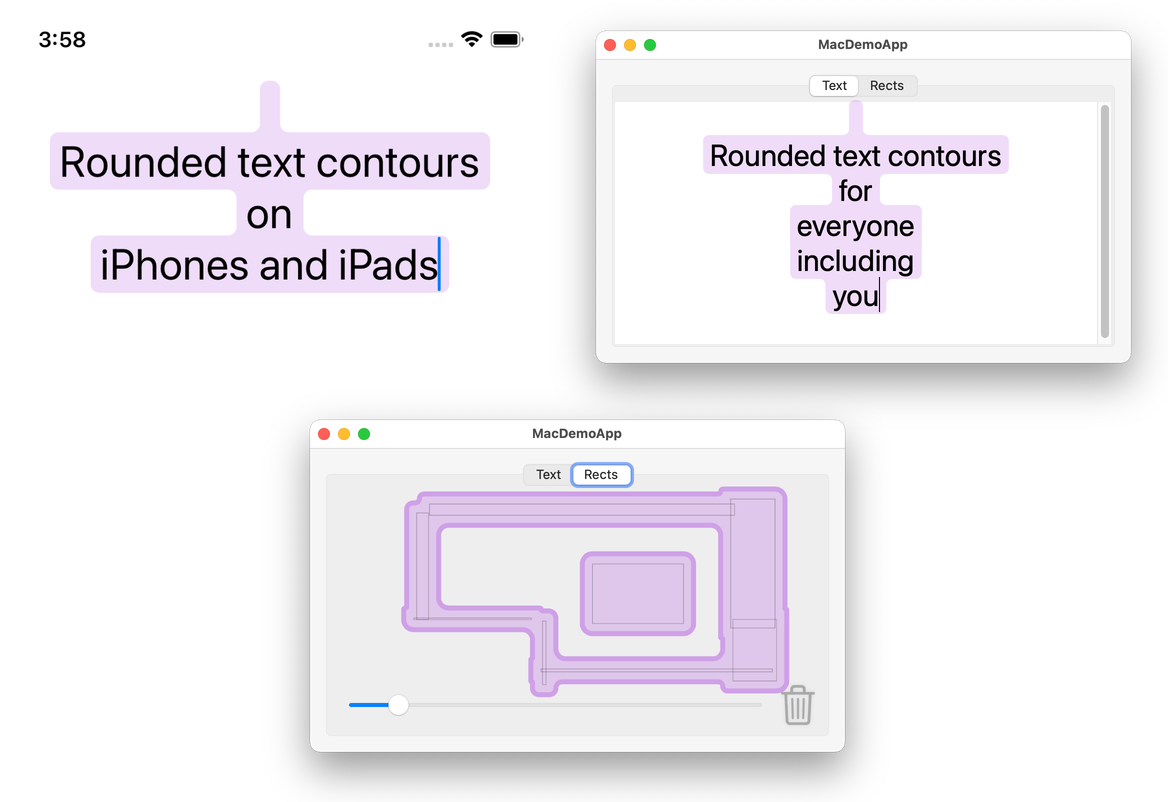 3:58
Rounded text contours
on
iPhones and iPads
MacDemoApp
Text Rects
Rounded text contours
for
everyone
including
you
MacDemoApp
Text Rects